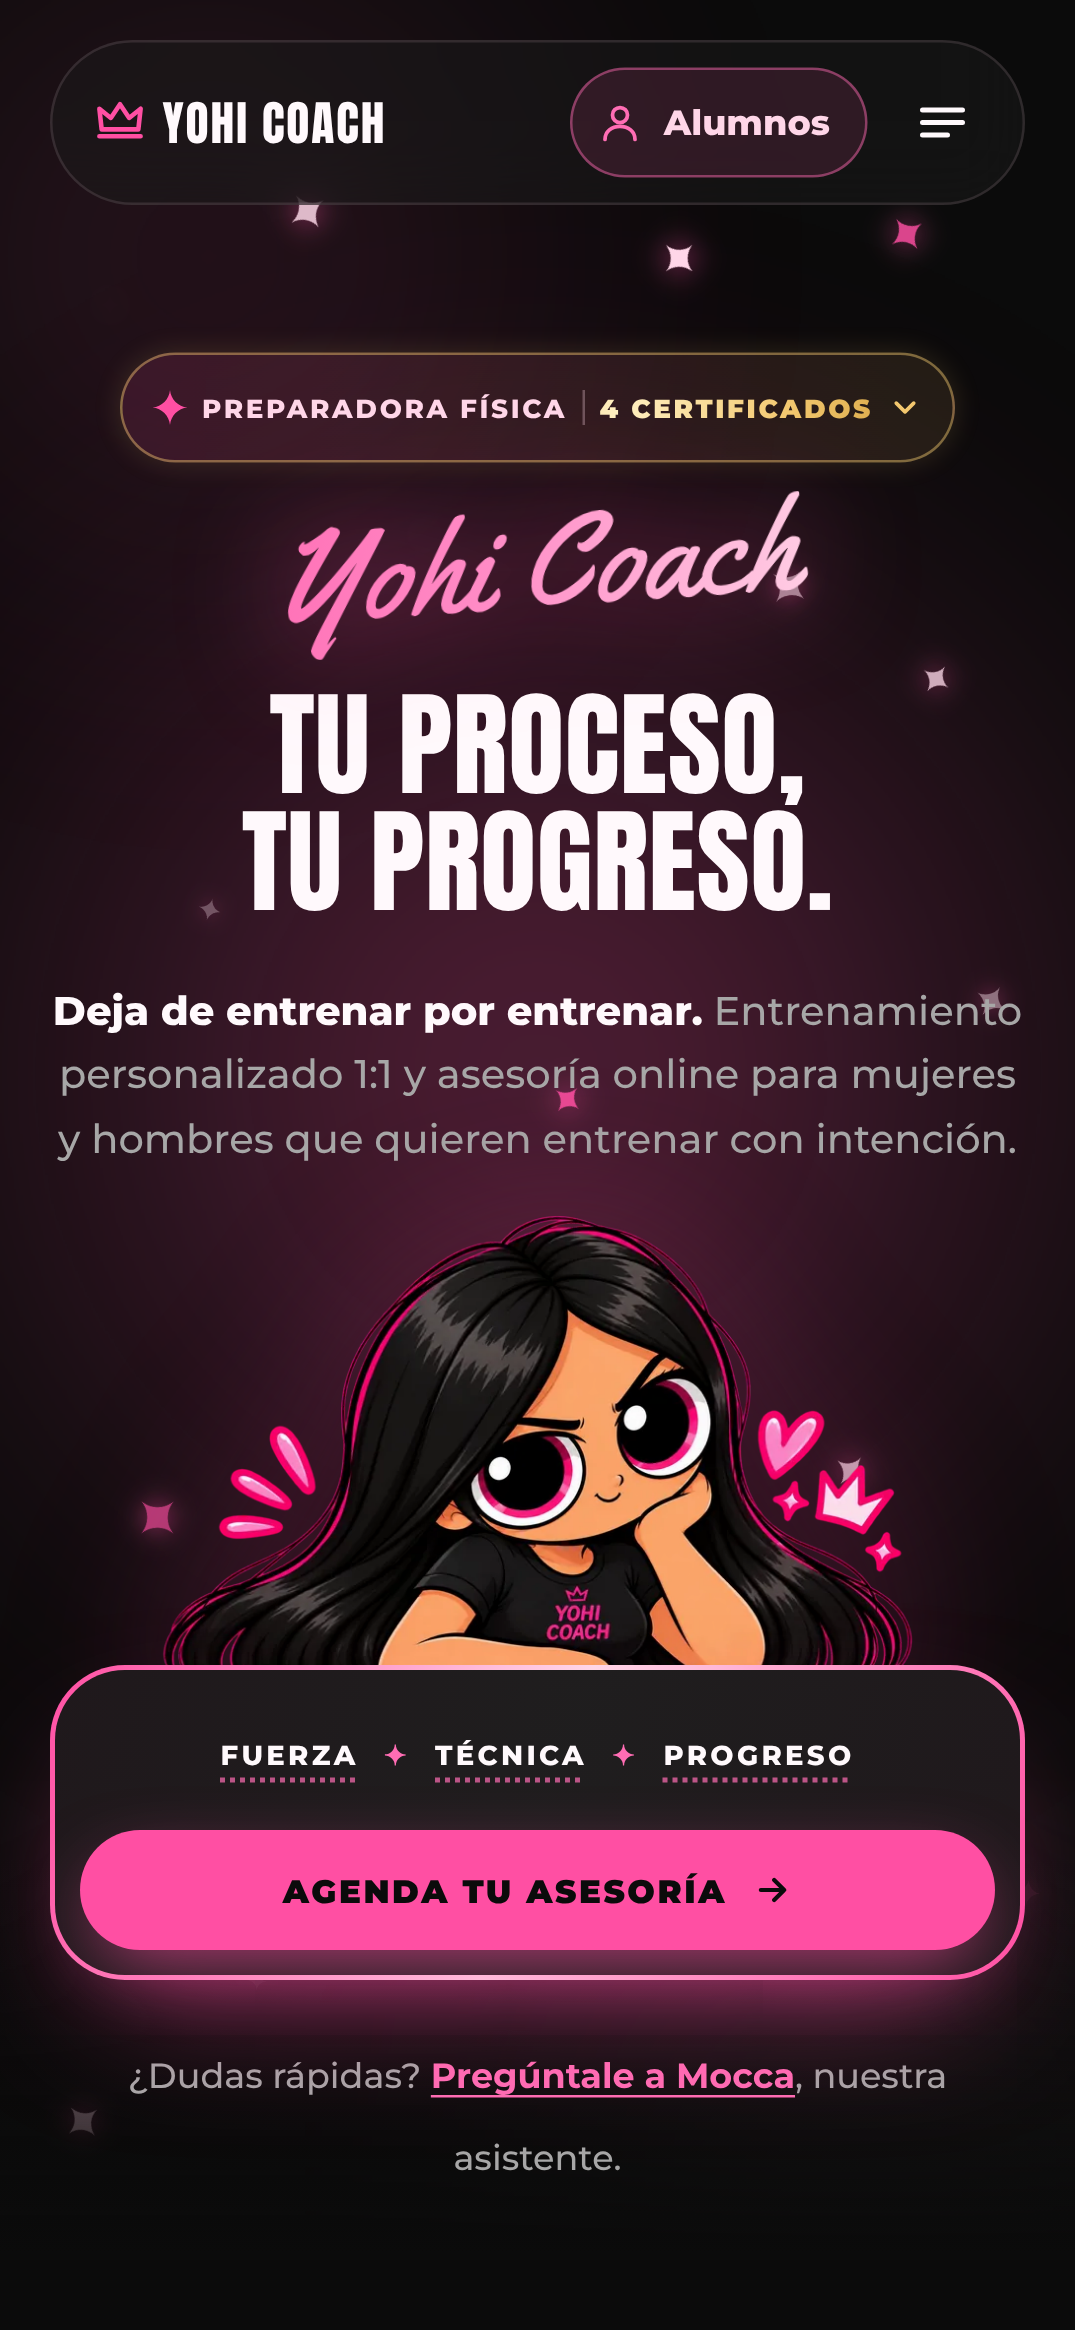 YOHI COACH
Alumnos
PREPARADORA FÍSICA | 4 CERTIFICADOS
Yohi Coach
TU PROCESO,
TU PROGRESO.
Deja de entrenar por entrenar. Entrenamiento
personalizado 1:1 y asesoría online para mujeres
y hombres que quieren entrenar con intención.
YOHI
COACH
FUERZA ✦ TÉCNICA ✦ PROGRESO
AGENDA TU ASESORÍA →
¿Dudas rápidas? Pregúntale a Mocca, nuestra
asistente.